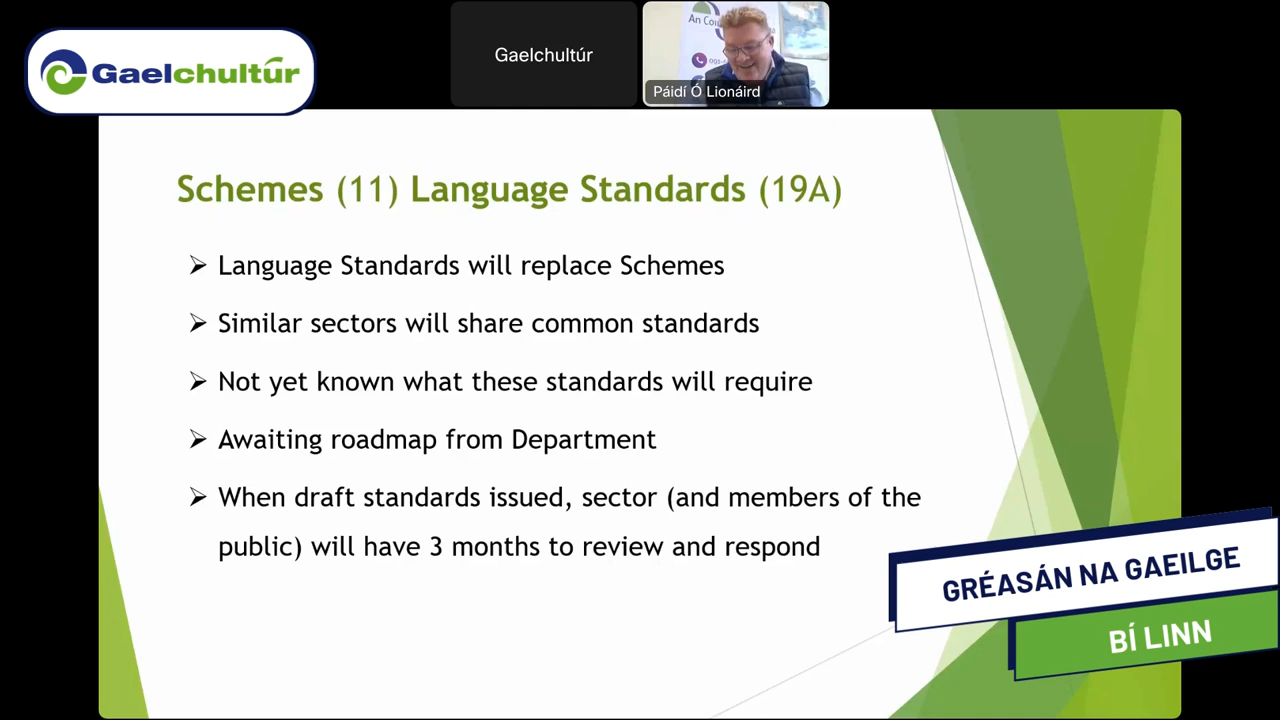 Gaelchultúr
Gaelchultúr
An
Páidí Ó Lionáird
Schemes (11) Language Standards (19A)
Language Standards will replace Schemes
Similar sectors will share common standards
Not yet known what these standards will require
Awaiting roadmap from Department
When draft standards issued, sector (and members of the
public) will have 3 months to review and respond
GRÉASÁN NA GAEILGE
BÍ LINN